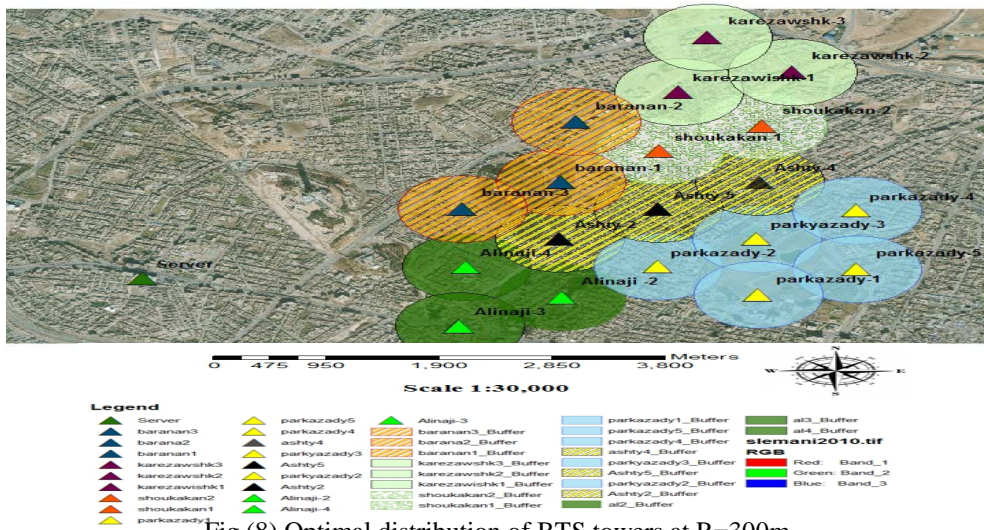 karezawshk-3
karezawshk-2
karezawishk-1
baranan-2
shoukakan-2
shoukakan-1
baranan-1
Ashty-4
baranan-3
Ashty-5
parkazady-4
Ashty-2
parkyazady-3
Alinaji-4
parkazady-2
parkazady-5
Server
Alinaji -2
parkazady-1
Alinaji-3
0 475 950 1,900 2,850 3,800 Meters
Scale 1:30,000
N
W E
S
Legend
Server
baranan3
barana2
baranan1
karezawshk3
karezawshk2
karezawishk1
shoukakan2
shoukakan1
parkazady1
parkazady5
parkazady4
ashty4
parkyazady3
parkyazady2
Ashty5
Ashty2
Alinaji-2
Alinaji-4
Alinaji-3
baranan3_Buffer
barana2_Buffer
baranan1_Buffer
karezawshk3_Buffer
karezawshk2_Buffer
karezawishk1_Buffer
shoukakan2_Buffer
shoukakan1_Buffer
parkazady1_Buffer
parkazady5_Buffer
parkazady4_Buffer
ashty4_Buffer
parkyazady3_Buffer
Ashty5_Buffer
parkyazady2_Buffer
Ashty2_Buffer
al2_Buffer
al3_Buffer
al4_Buffer
slemani2010.tif
RGB
Red: Band_1
Green: Band_2
Blue: Band_3
Fig (8) Optimal distribution of BTS towers at R=300m